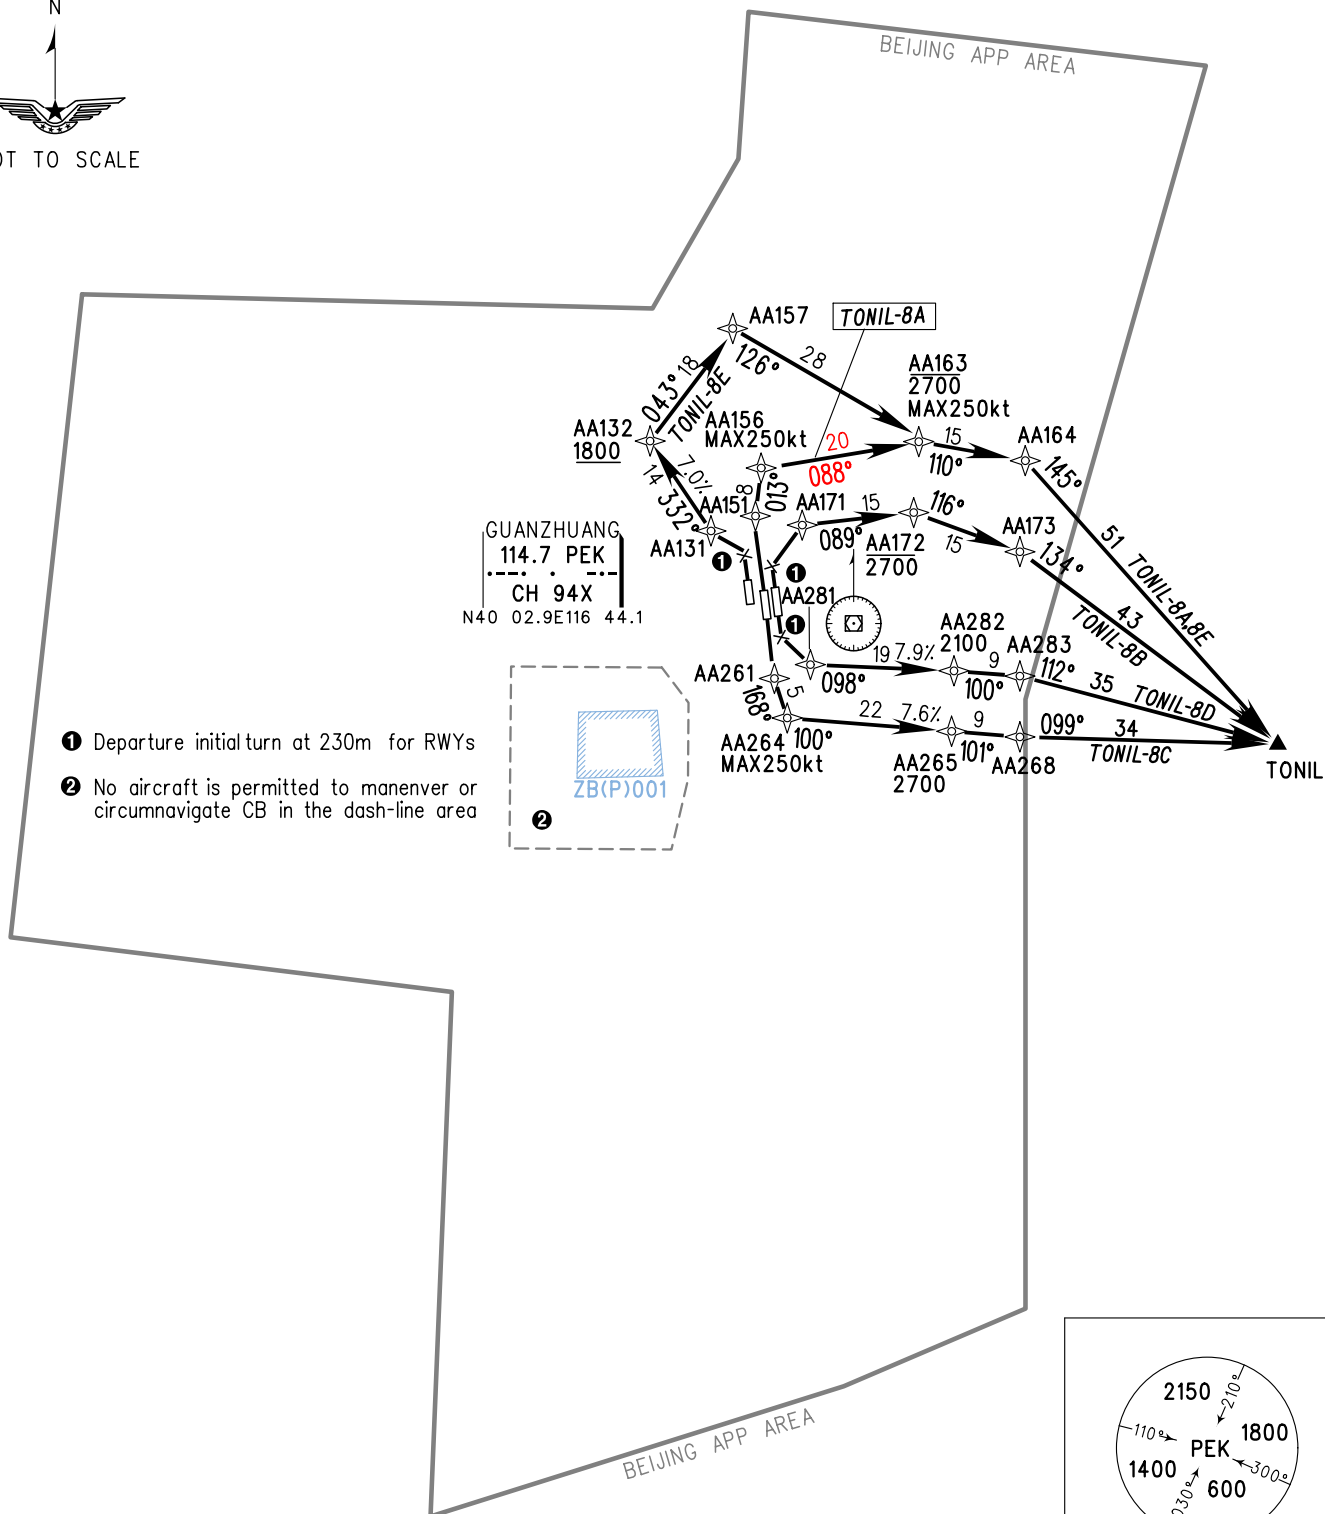 N
OT TO SCALE
BEIJING APP AREA
AA157
TONIL-8A
126°
28
AA163
2700
MAX250kt
043°
18
TONIL-8E
AA132
1800
AA156
MAX250kt
20
088°
15
110°
AA164
145°
14
7.0%
332°
8
013°
AA151
AA171
15
089°
AA172
2700
116°
15
AA173
134°
51 TONIL-8A,8E
GUANZHUANG
114.7 PEK
CH 94X
N40 02.9E116 44.1
AA131
❶
❶
AA281
❶
43
TONIL-8B
AA282
2100
AA283
19
7.9%
9
098°
100°
112°
35
TONIL-8D
AA261
5
168°
22
7.6%
9
099°
34
TONIL-8C
AA264
MAX250kt
100°
AA265
2700
101°
AA268
TONIL
❶ Departure initial turn at 230m for RWYs
❷ No aircraft is permitted to manenver or
circumnavigate CB in the dash-line area
ZB(P)001
❷
BEIJING APP AREA
2150
210°
110°
PEK
1800
1400
300°
600
030°